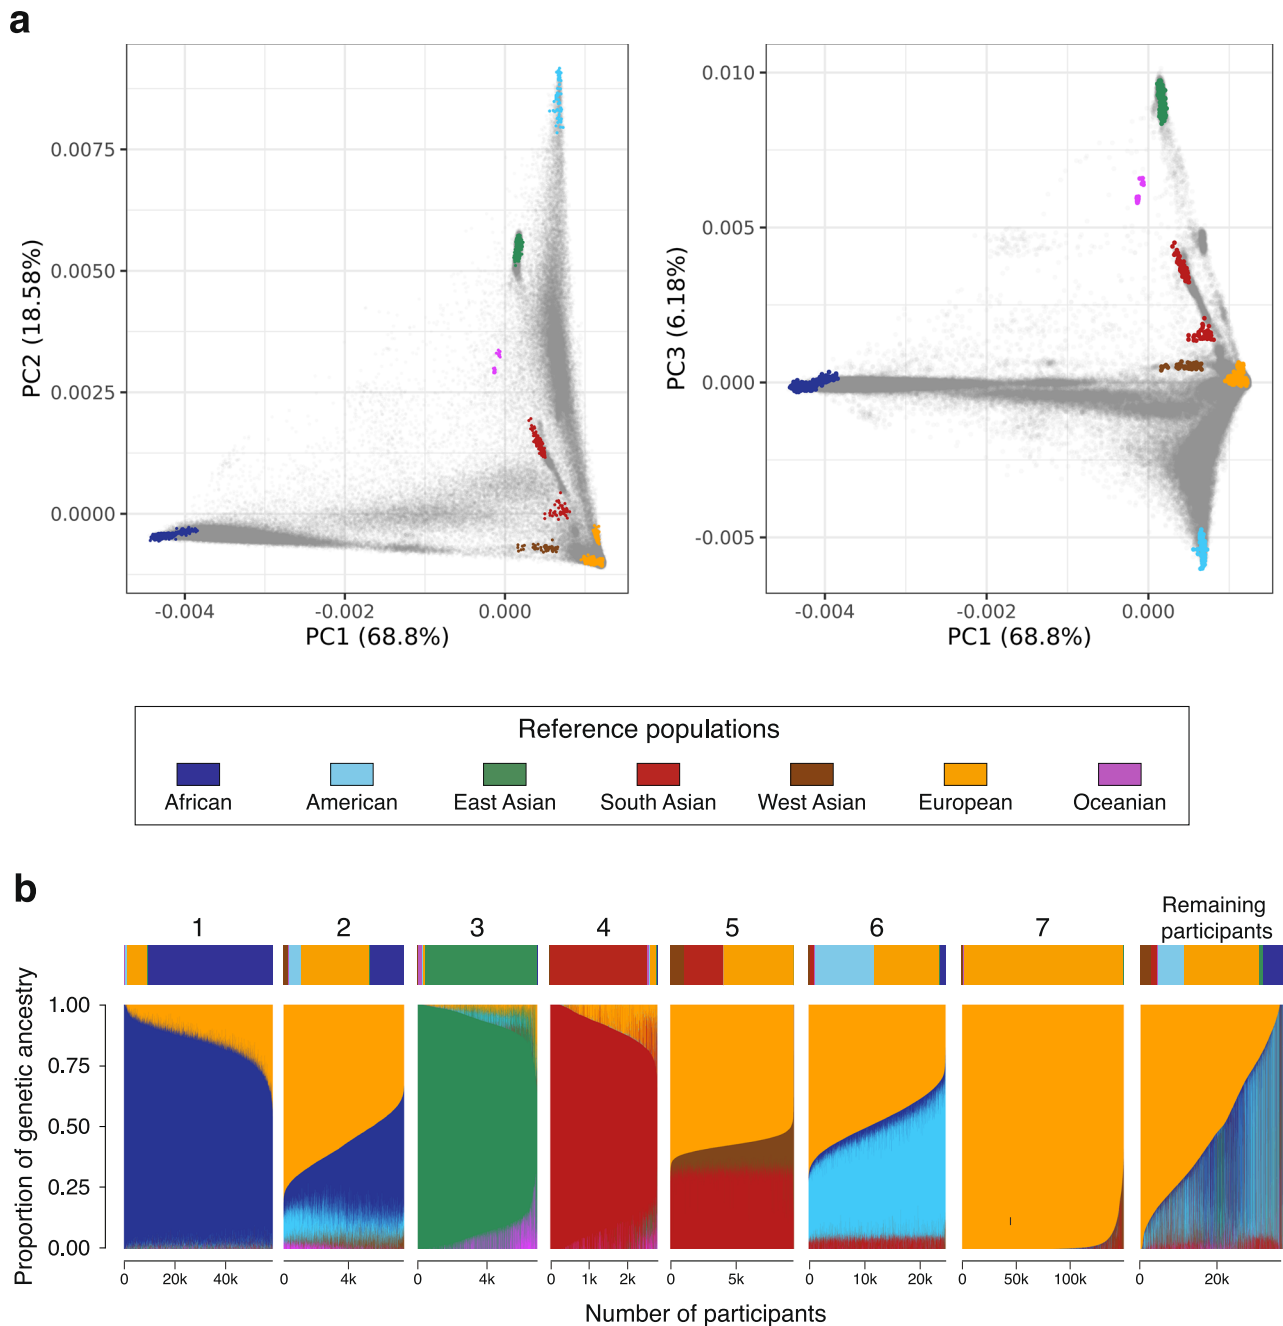 a
0.0075
0.0050
0.0025
0.0000
PC2 (18.58%)
-0.004 -0.002 0.000
PC1 (68.8%)
0.010
0.005
0.000
-0.005
PC3 (6.18%)
-0.004 -0.002 0.000
PC1 (68.8%)
Reference populations
African American East Asian South Asian West Asian European Oceanian
b
1 2 3 4 5 6 7 Remaining
participants
Proportion of genetic ancestry
1.00
0.75
0.50
0.25
0.00
0 20k 40k 0 4k 4k 0 1k 2k 0 5k 0 10k 20k 0 50k 100k 0 20k
0
Number of participants